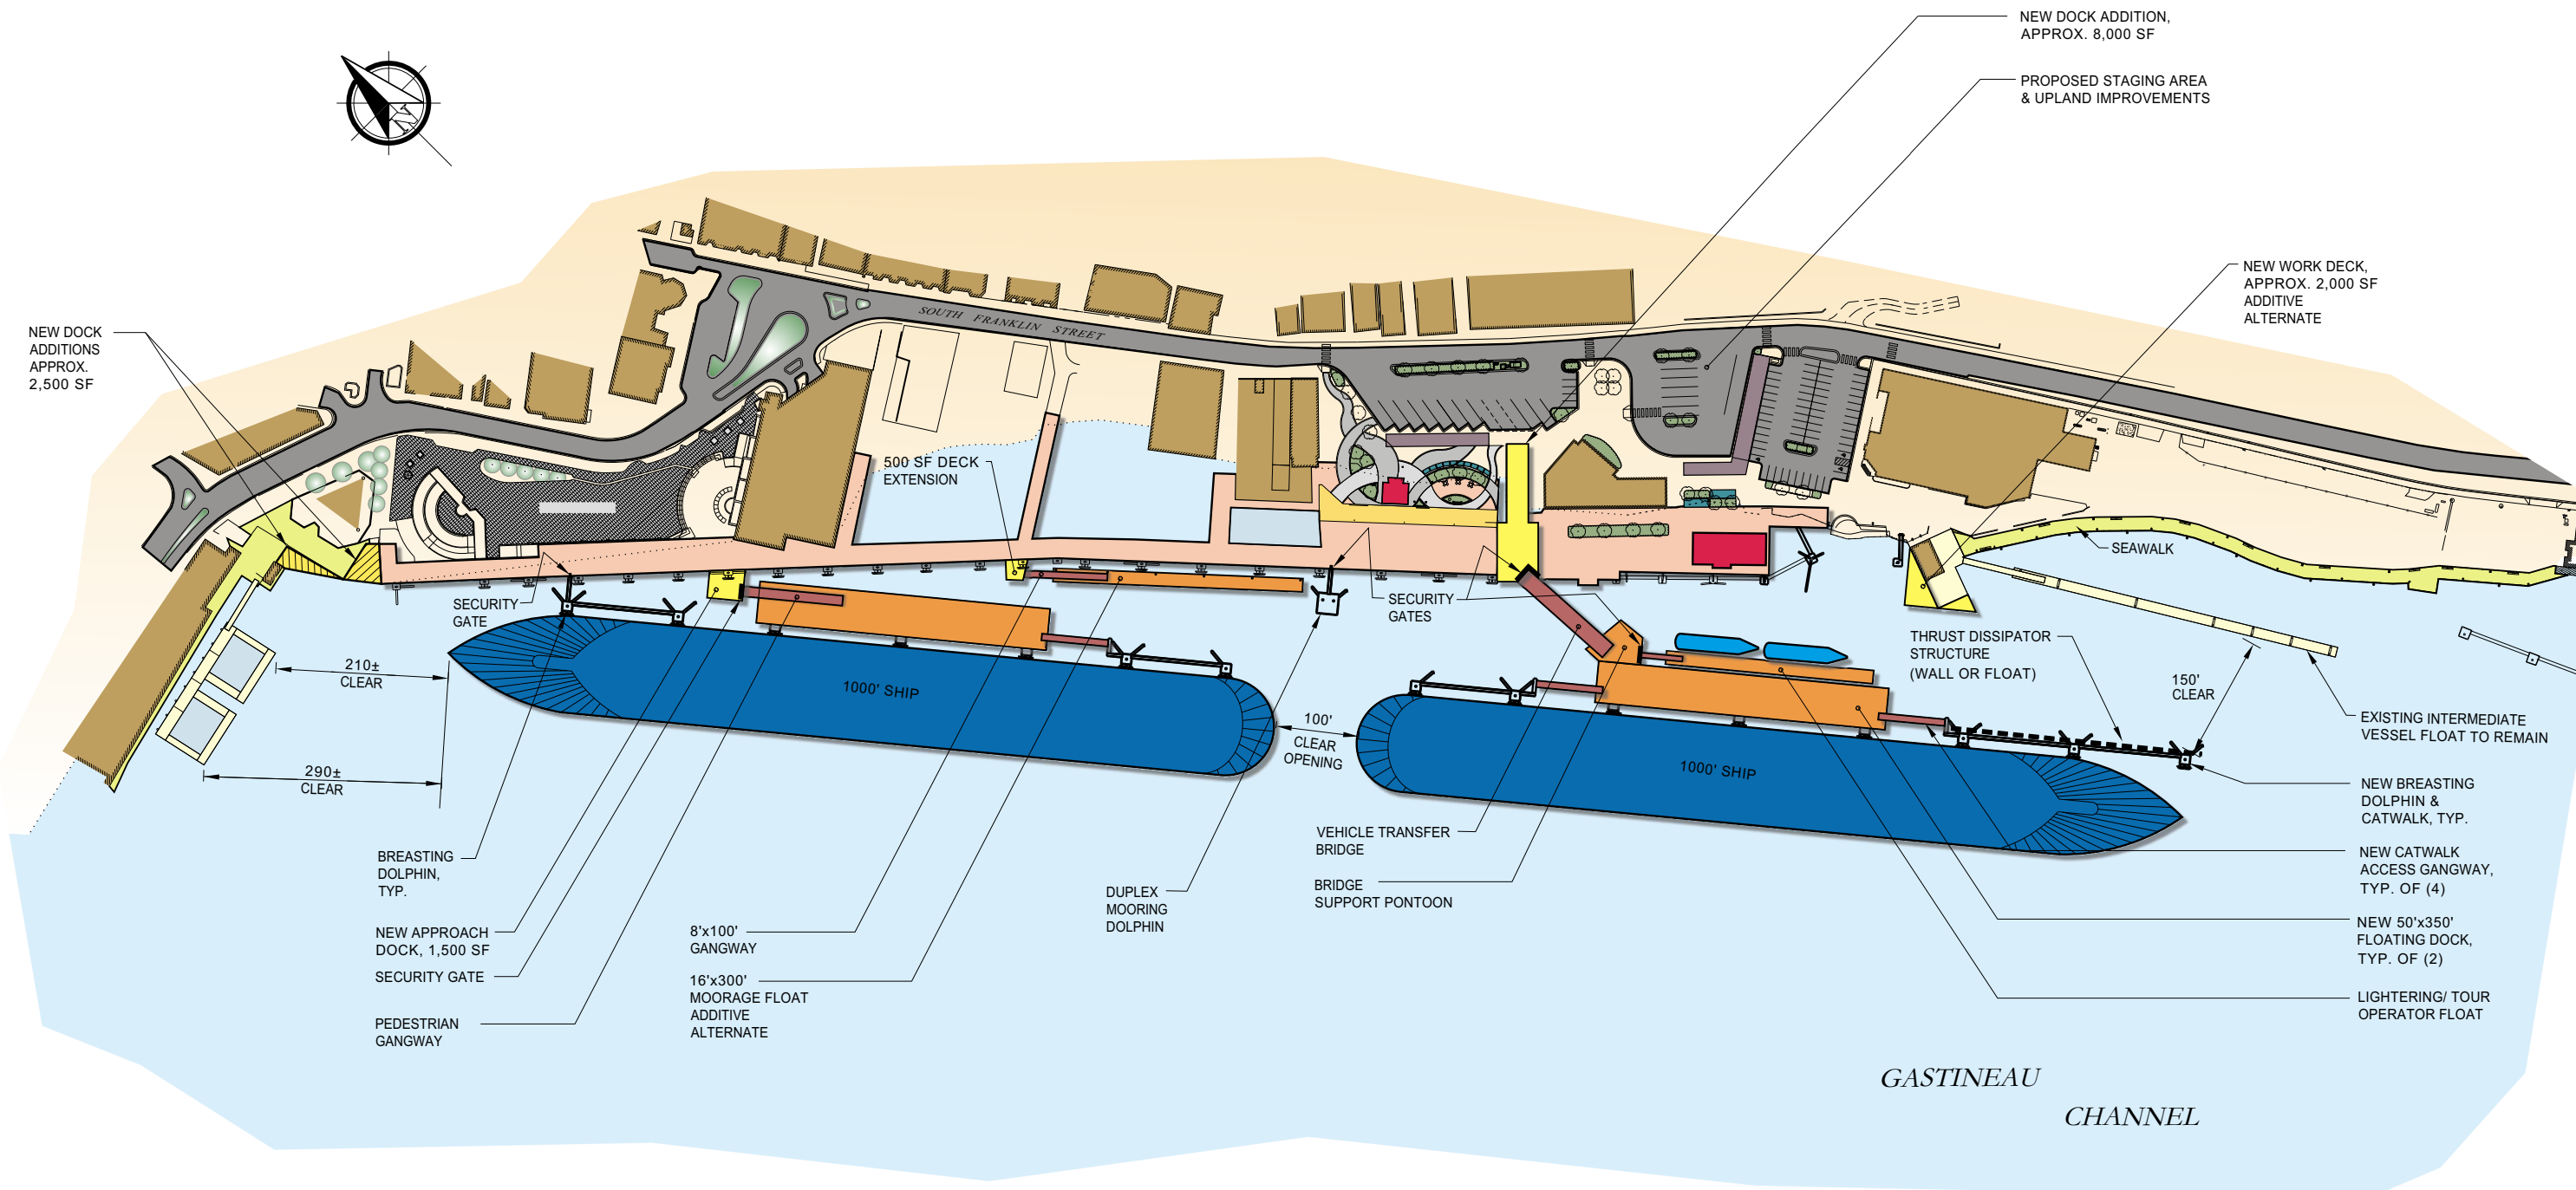 NEW DOCK ADDITION,
APPROX. 8,000 SF
PROPOSED STAGING AREA
& UPLAND IMPROVEMENTS
N
NEW WORK DECK,
APPROX. 2,000 SF
ADDITIVE
ALTERNATE
NEW DOCK
ADDITIONS
APPROX.
2,500 SF
SOUTH FRANKLIN STREET
500 SF DECK
EXTENSION
SEAWALK
SECURITY
GATE
SECURITY
GATES
THRUST DISSIPATOR
STRUCTURE
(WALL OR FLOAT)
210±
CLEAR
1000' SHIP
150'
CLEAR
100'
CLEAR
OPENING
EXISTING INTERMEDIATE
VESSEL FLOAT TO REMAIN
290±
CLEAR
1000' SHIP
NEW BREASTING
DOLPHIN &
CATWALK, TYP.
VEHICLE TRANSFER
BRIDGE
BREASTING
DOLPHIN,
TYP.
NEW CATWALK
ACCESS GANGWAY,
TYP. OF (4)
DUPLEX
MOORING
DOLPHIN
BRIDGE
SUPPORT PONTOON
NEW APPROACH
DOCK, 1,500 SF
8'x100'
GANGWAY
NEW 50'x350'
FLOATING DOCK,
TYP. OF (2)
SECURITY GATE
16'x300'
MOORAGE FLOAT
ADDITIVE
ALTERNATE
LIGHTERING/ TOUR
OPERATOR FLOAT
PEDESTRIAN
GANGWAY
GASTINEAU
CHANNEL